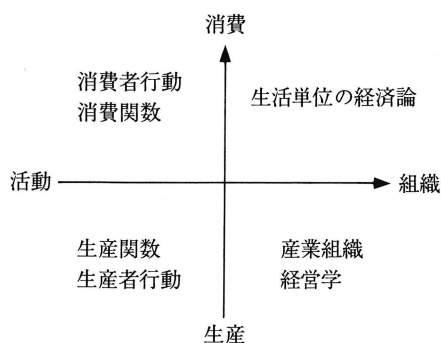 消費
消費者行動
消費関数
生活単位の経済論
活動
組織
生産関数
生産者行動
産業組織
経営学
生産